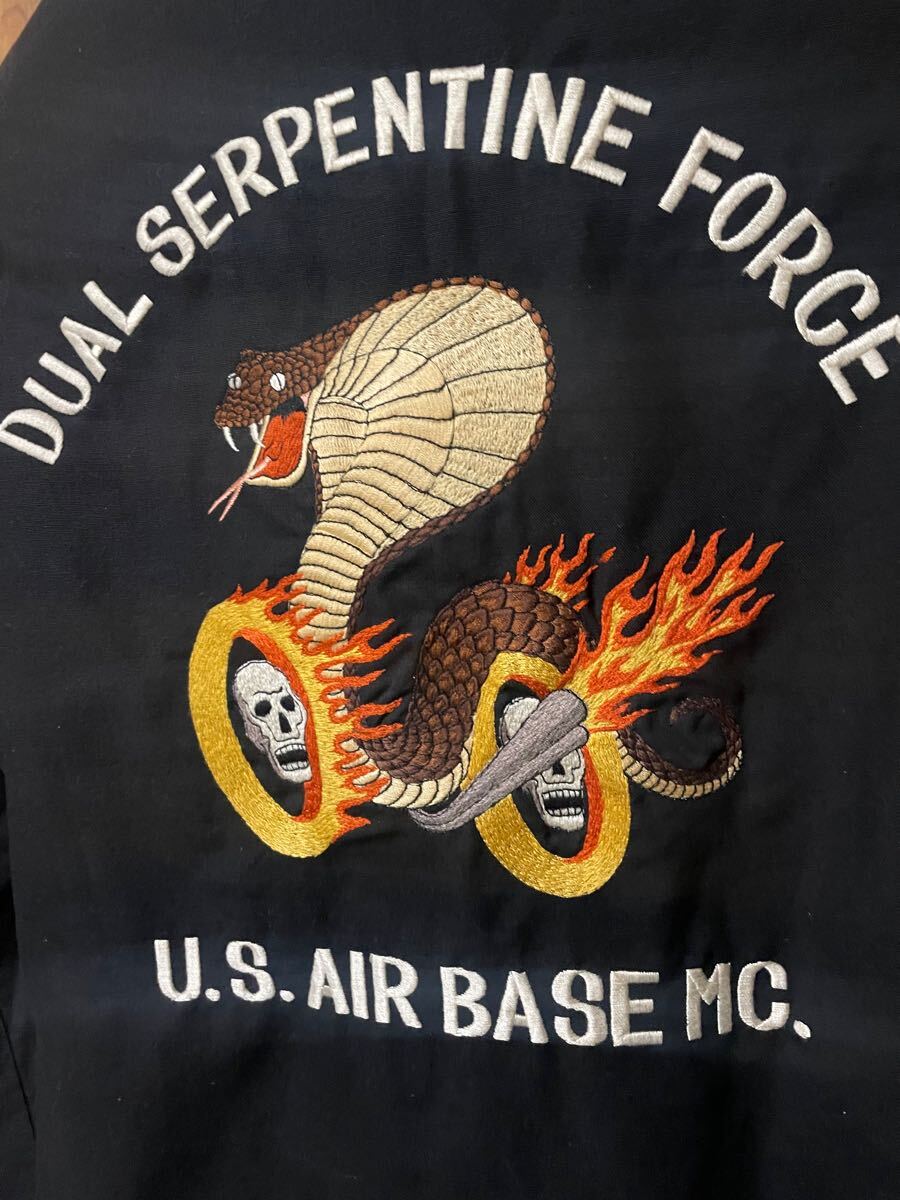 DUAL SERPENTINE FORCE
U.S. AIR BASE MC.